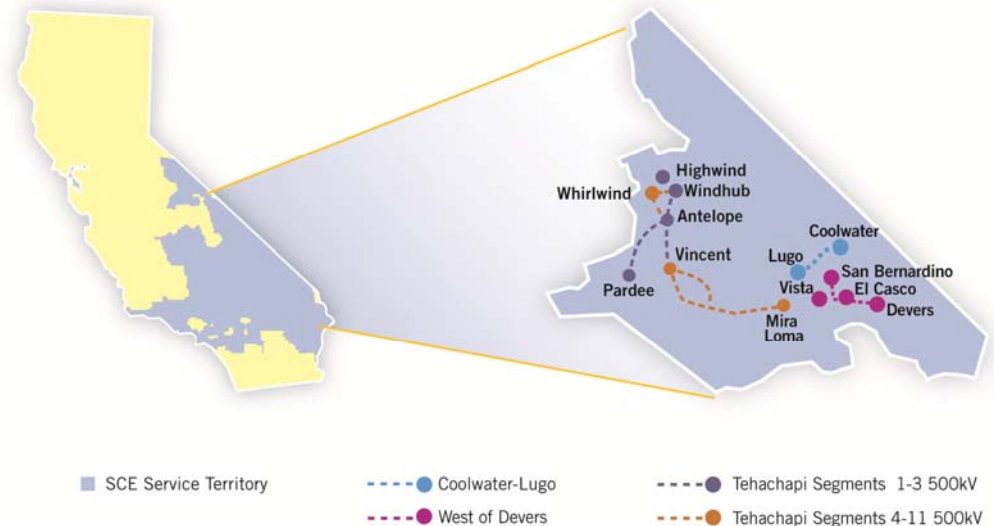 Highwind
Whirlwind
Windhub
Antelope
Coolwater
Vincent
Lugo
San Bernardino
Pardee
Vista
El Casco
Devers
Mira
Loma
SCE Service Territory
Coolwater-Lugo
Tehachapi Segments 1-3 500kV
West of Devers
Tehachapi Segments 4-11 500kV